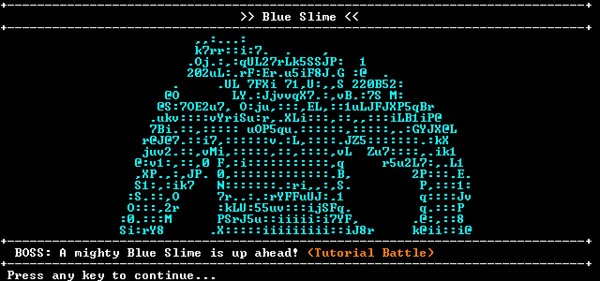 >> Blue Slime <<
BOSS: A mighty Blue Slime is up ahead! (Tutorial Battle)
Press any key to continue...